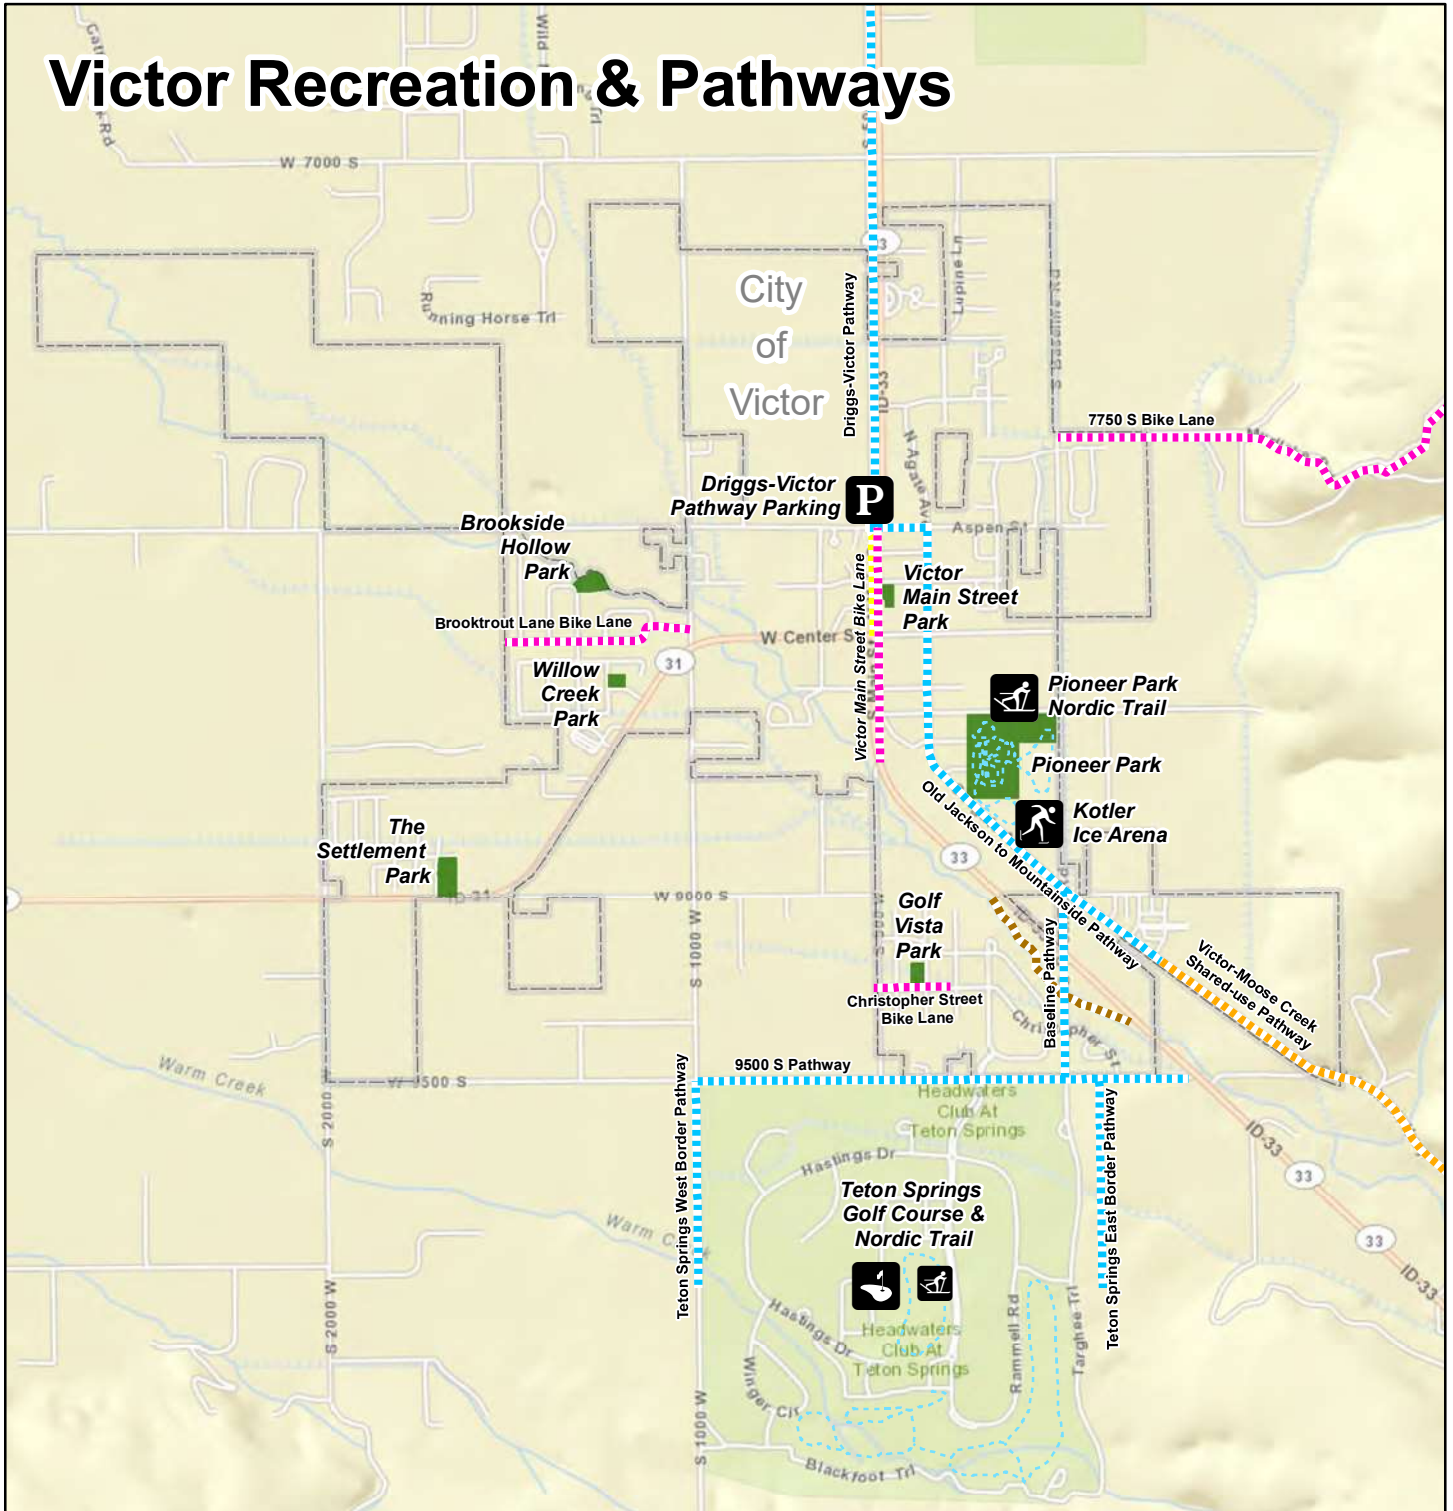 Victor Recreation & Pathways
W 7000 S
Running Horse Trl
Lupine Ln
City
of
Victor
Driggs-Victor Pathway
ID-33
N Agate Av
7750 S Bike Lane
Driggs-Victor
Pathway Parking
P
Aspen St
Brookside
Hollow
Park
Victor
Main Street
Park
Victor Main Street Bike Lane
Brooktrout Lane Bike Lane
W Center S
31
Willow
Creek
Park
Pioneer Park
Nordic Trail
Pioneer Park
Kotler
Ice Arena
Old Jackson to Mountainside Pathway
The
Settlement
Park
33
W 9000 S
S 1000 W
Golf
Vista
Park
Christopher Street
Bike Lane
Baseline Pathway
Victor-Moose Creek
Shared-use Pathway
Warm Creek
9500 S Pathway
S 2000
Headwaters
Club At
Teton Springs
Teton Springs West Border Pathway
Teton Springs East Border Pathway
Hastings Dr
Teton Springs
Golf Course &
Nordic Trail
ID-33
33
33
ID-33
S 2000 W
Hastings Dr
Headwaters
Club At
Teton Springs
Rammell Rd
Targhee Trl
S 1000 W
Blackfoot Trl